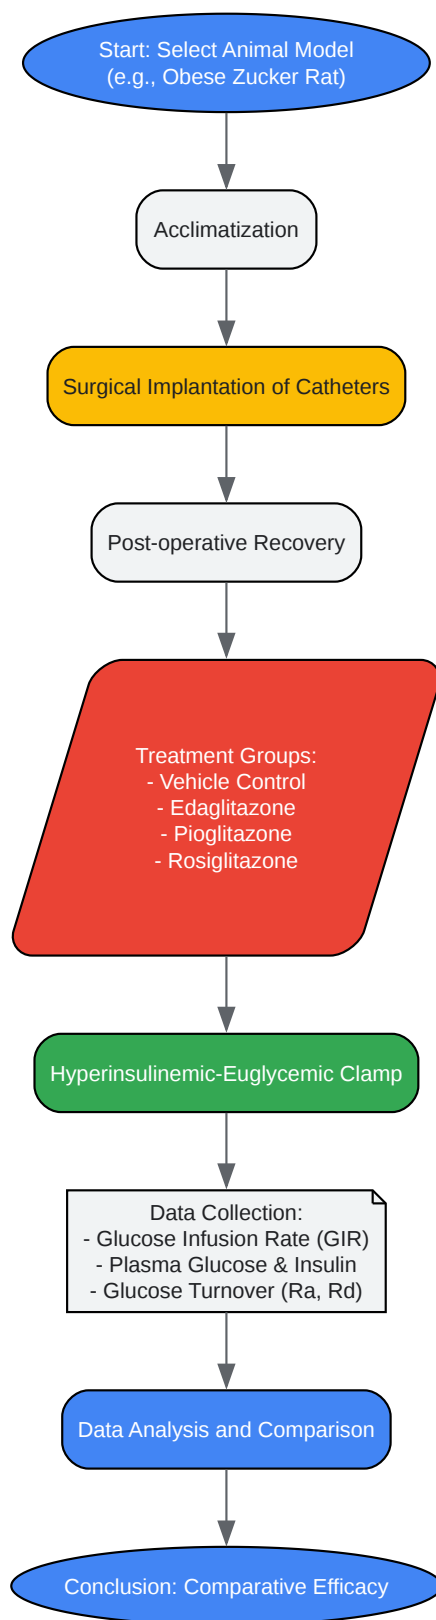 Start: Select Animal Model
(e.g., Obese Zucker Rat)
Acclimatization
Surgical Implantation of Catheters
Post-operative Recovery
Treatment Groups:
- Vehicle Control
- Edaglitazone
- Pioglitazone
- Rosiglitazone
Hyperinsulinemic-Euglycemic Clamp
Data Collection:
- Glucose Infusion Rate (GIR)
- Plasma Glucose & Insulin
- Glucose Turnover (Ra, Rd)
Data Analysis and Comparison
Conclusion: Comparative Efficacy